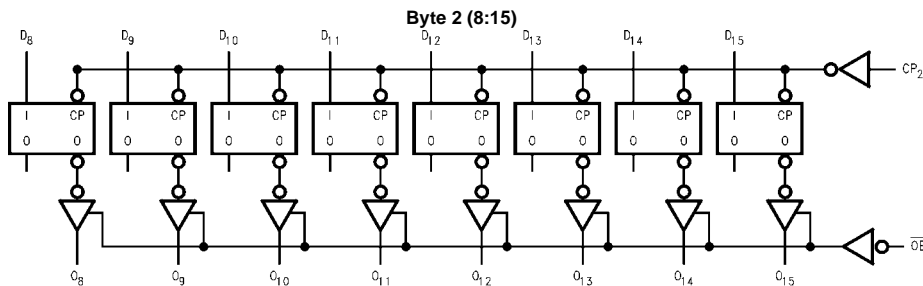 Byte 2 (8:15)
D8 D9 D10 D11 D12 D13 D14 D15
CP2
I CP I CP I CP I CP I CP I CP I CP I CP
O O O O O O O O O O O O O O O O
OE
O8 O9 O10 O11 O12 O13 O14 O15